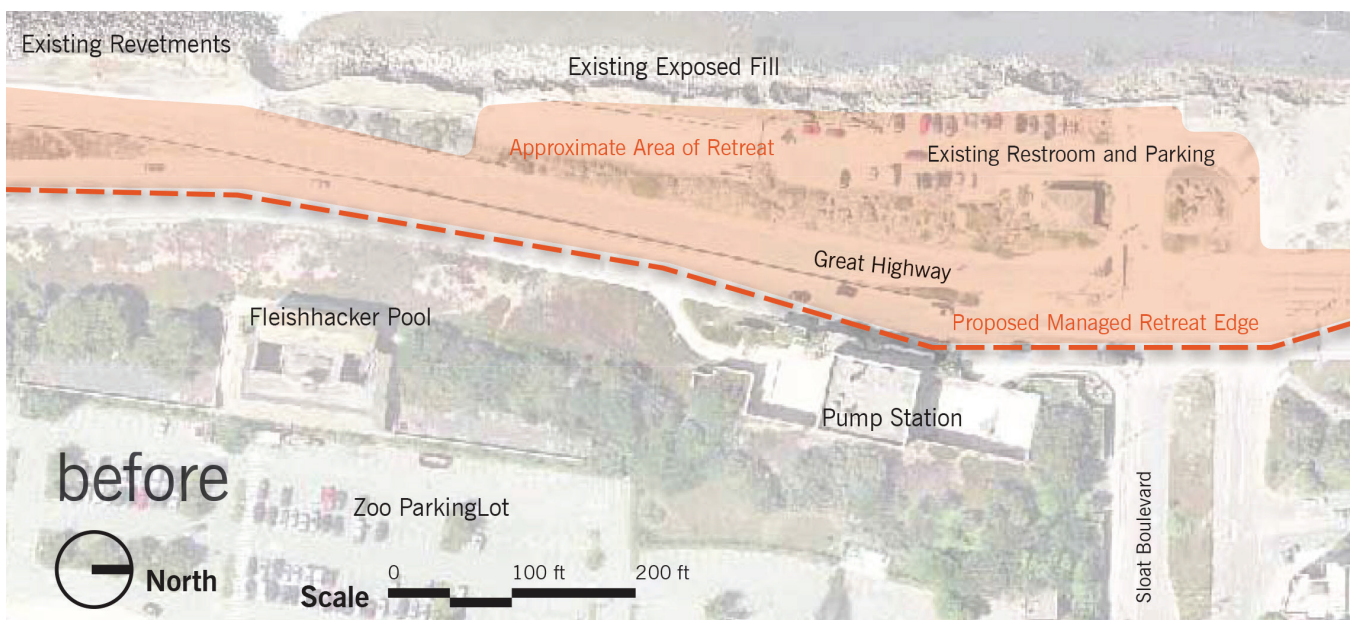 Existing Revetments
Existing Exposed Fill
Approximate Area of Retreat
Existing Restroom and Parking
Great Highway
Fleishhacker Pool
Proposed Managed Retreat Edge
Pump Station
before
Zoo ParkingLot
Sloat Boulevard
North
Scale
0 100 ft 200 ft